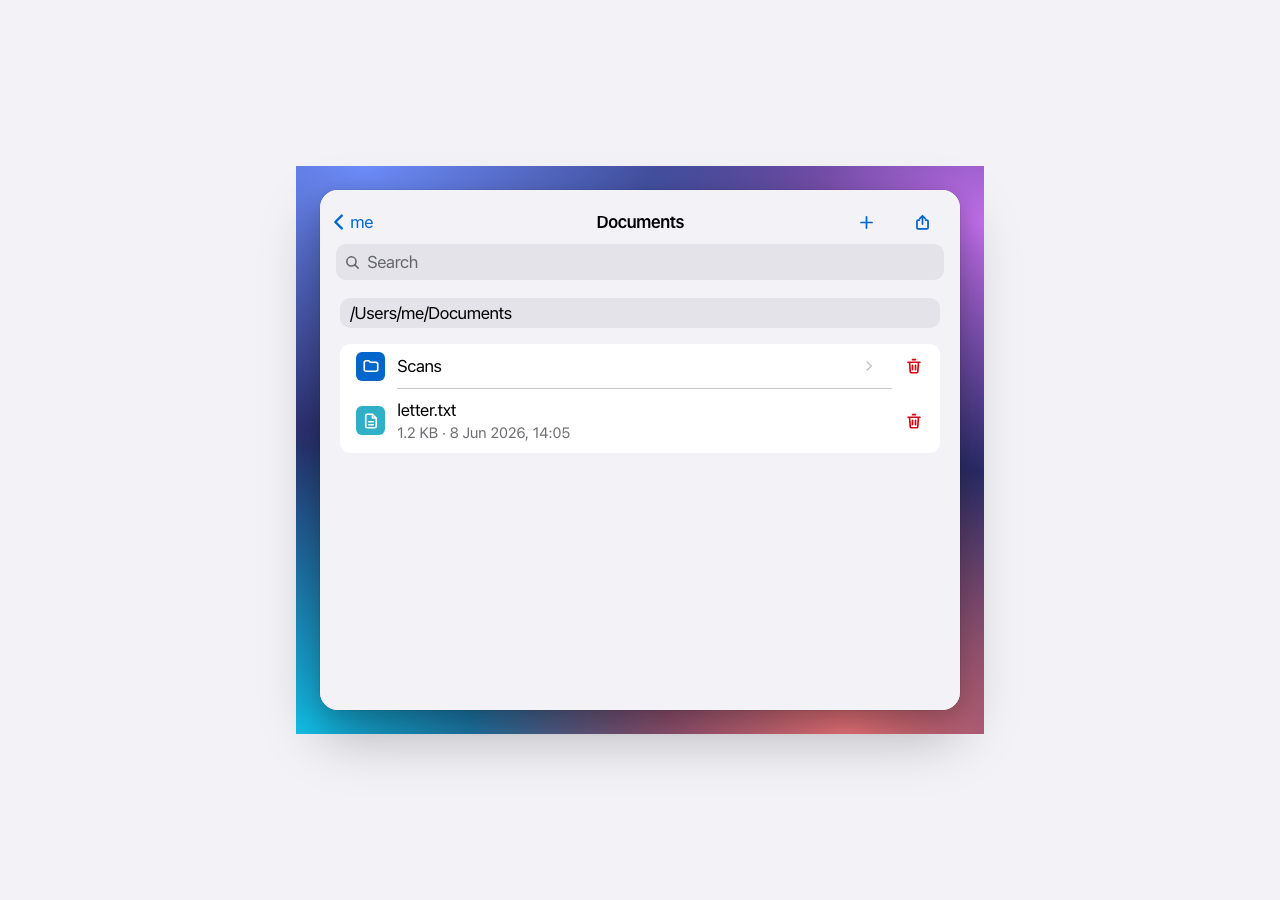 me
Documents
Search
/Users/me/Documents
Scans
letter.txt
1.2 KB · 8 Jun 2026, 14:05